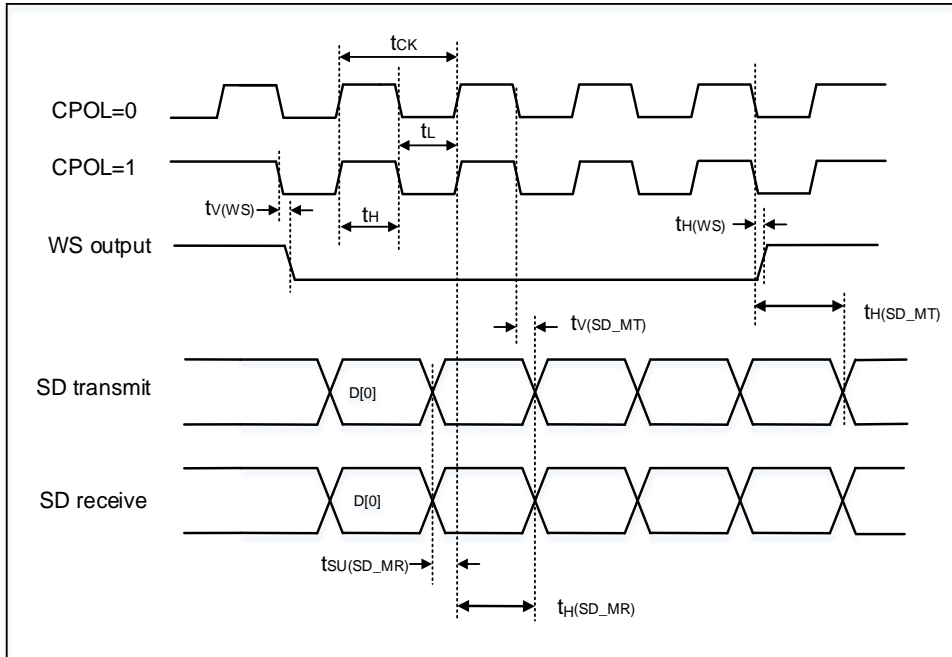 tCK
CPOL=0
tL
CPOL=1
tV(WS)
tH
tH(WS)
WS output
tV(SD_MT)
tH(SD_MT)
SD transmit
D[0]
SD receive
D[0]
tSU(SD_MR)
tH(SD_MR)